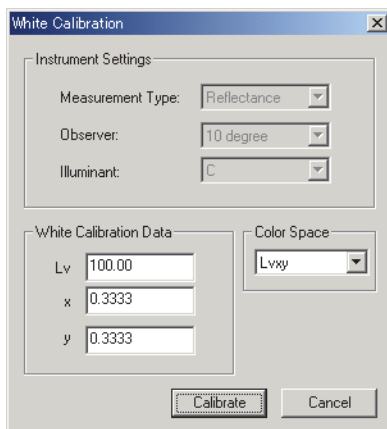 White Calibration
Instrument Settings
Measurement Type: Reflectance
Observer: 10 degree
Illuminant: C
White Calibration Data
Lv 100.00
x 0.3333
y 0.3333
Color Space
Lvxy
Calibrate Cancel